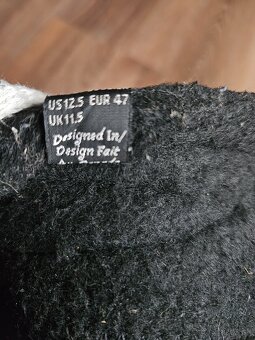 US 12.5 EUR 47
UK 11.5
Designed In/
Design Fait